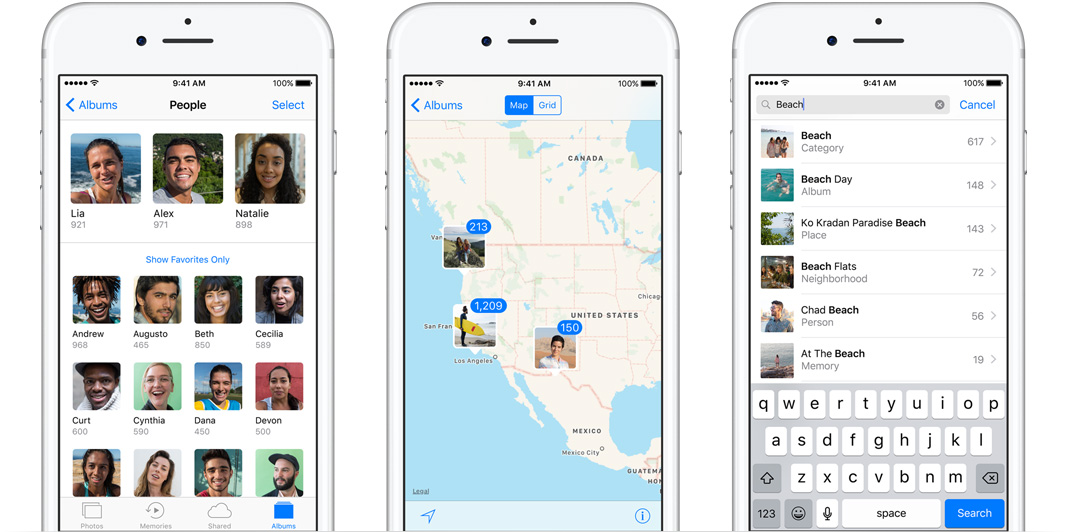 9:41 AM 100%
Albums People Select
Lia Alex Natalie
921 971 898
Show Favorites Only
Andrew Augusto Beth Cecilia
968 465 850 589
Curt Cynthia Dana Devon
600 590 450 500
Photos Memories Shared Albums
9:41 AM 100%
Albums Map Grid
CANADA
213
Van
1,209
Chicag
San Fran
150
UNITED STATES
Los Angeles
MEXICO
Mexico City
GUATEMA
HON
Legal
9:41 AM 100%
Beach Cancel
Beach
Category
617
Beach Day
Album
148
Ko Kradan Paradise Beach
Place
143
Beach Flats
Neighborhood
72
Chad Beach
Person
56
At The Beach
Memory
19
q w e r t y u i o p
a s d f g h j k l
z x c v b n m
123 space Search